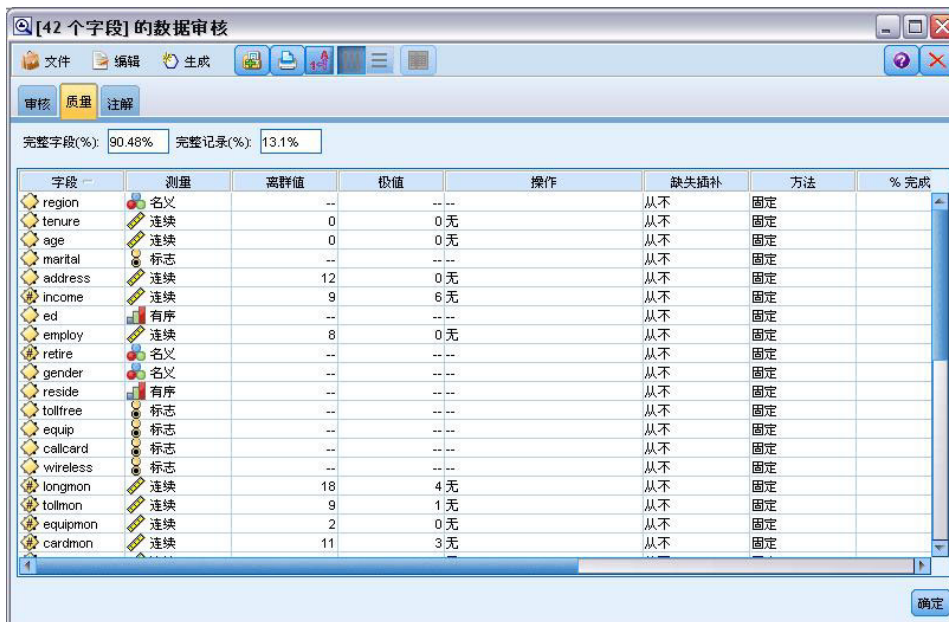 [42 个字段] 的数据审核
文件 编辑 生成
审核 质量 注解
完整字段(%): 90.48% 完整记录(%): 13.1%
字段 测量 离群值 极值 操作 缺失插补 方法 % 完成
region 名义 -- -- -- 从不 固定
tenure 连续 0 0 无 从不 固定
age 连续 0 0 无 从不 固定
marital 标志 -- -- -- 从不 固定
address 连续 12 0 无 从不 固定
income 连续 9 6 无 从不 固定
ed 有序 -- -- -- 从不 固定
employ 连续 8 0 无 从不 固定
retire 名义 -- -- -- 从不 固定
gender 名义 -- -- -- 从不 固定
reside 有序 -- -- -- 从不 固定
tollfree 标志 -- -- -- 从不 固定
equip 标志 -- -- -- 从不 固定
callcard 标志 -- -- -- 从不 固定
wireless 标志 -- -- -- 从不 固定
longmon 连续 18 4 无 从不 固定
tollmon 连续 9 1 无 从不 固定
equipmon 连续 2 0 无 从不 固定
cardmon 连续 11 3 无 从不 固定
确定